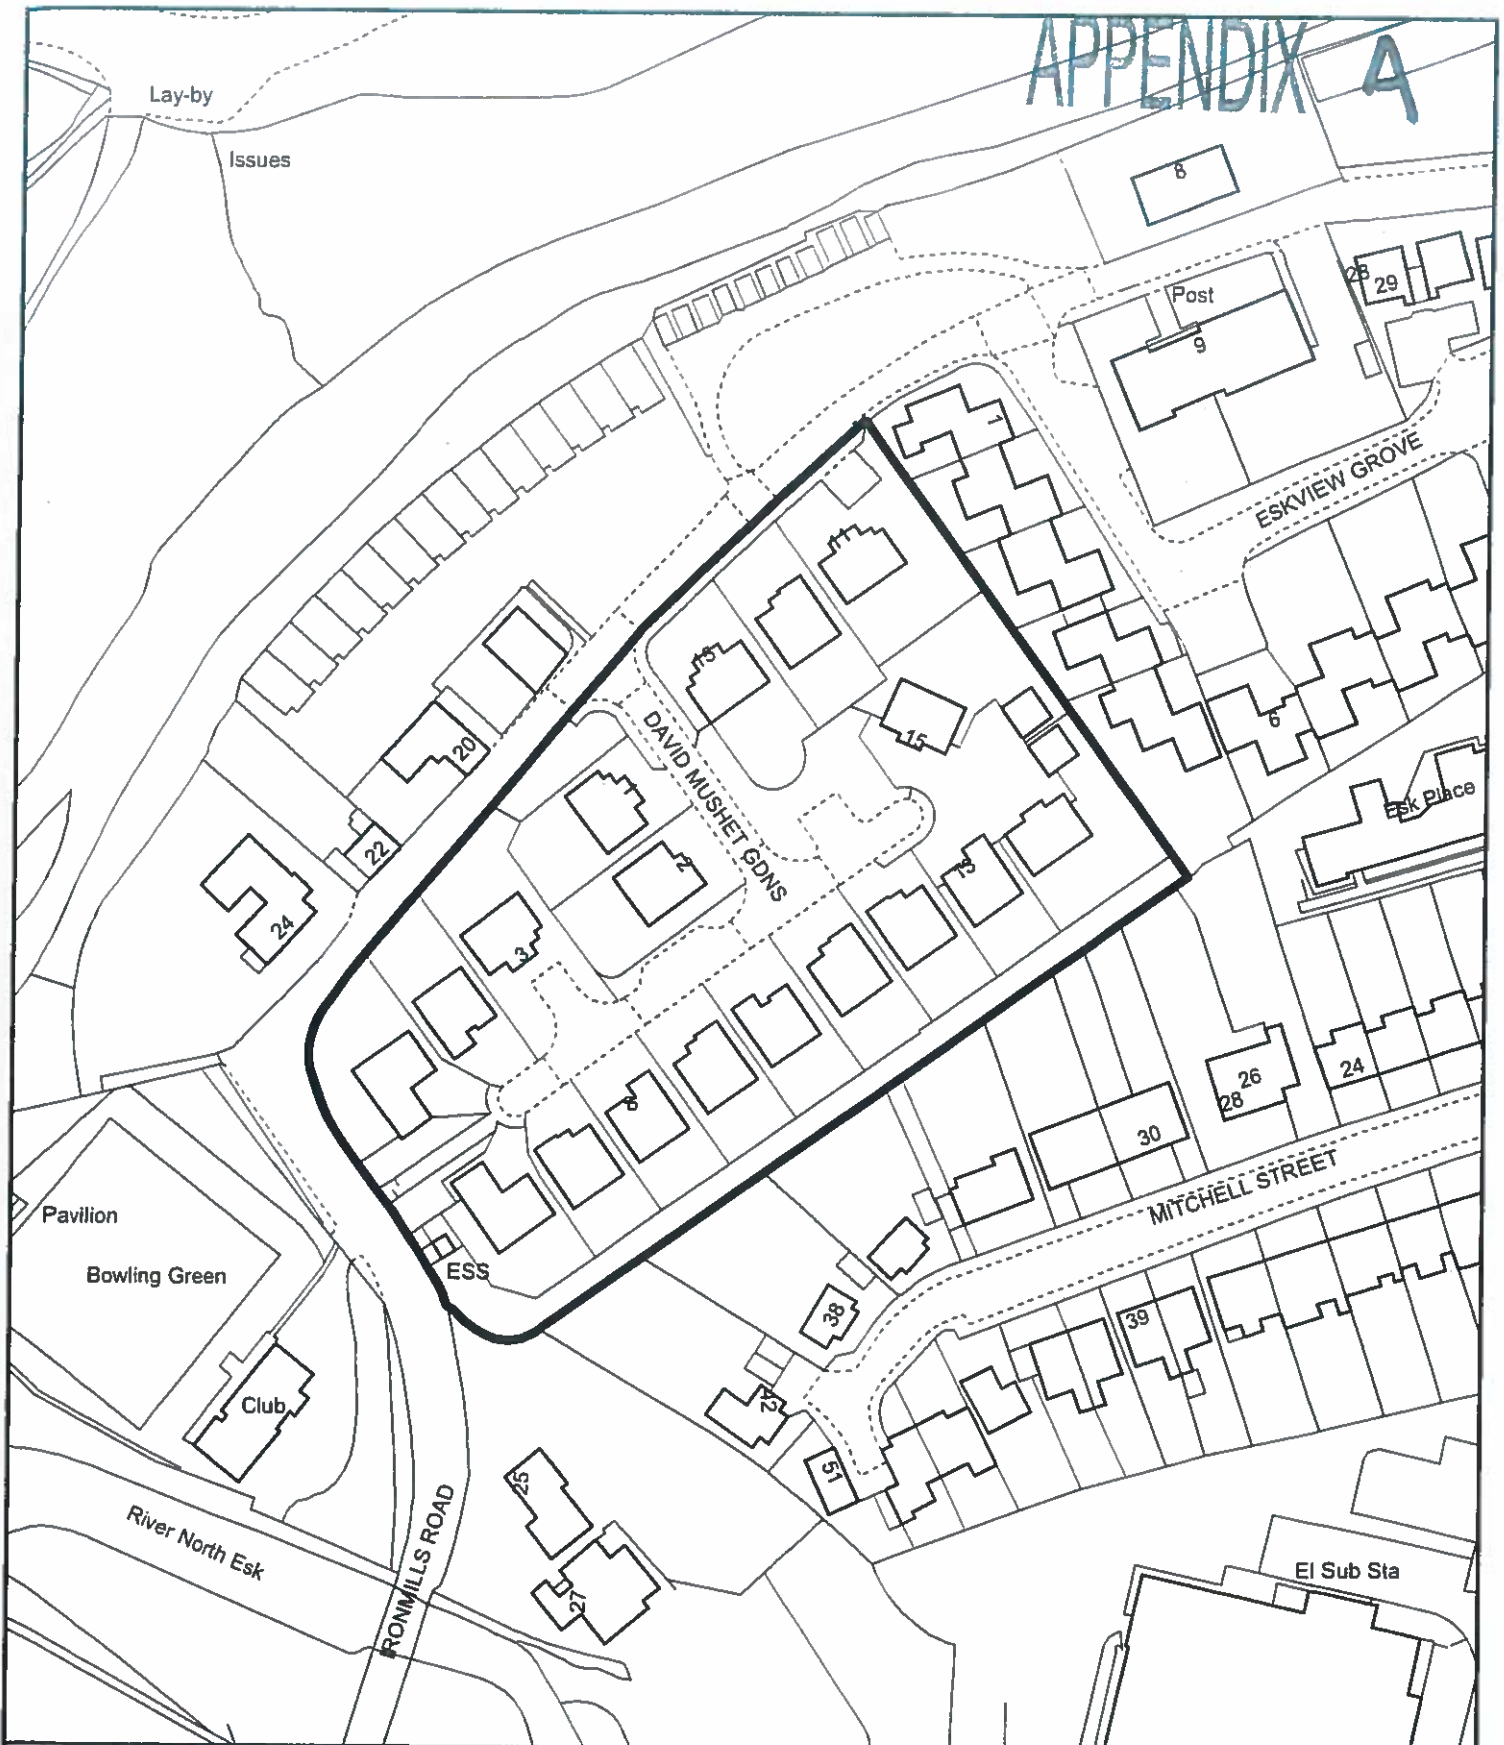 APPENDIX A
Lay-by
Issues
8
Post
28
29
9
1
ESKVIEW GROVE
11
15
DAVID MUSHET GDNS
15
6
20
1
Esk Place
22
2
24
3
13
8
26
28
24
30
MITCHELL STREET
Pavilion
Bowling Green
ESS
38
39
42
Club
51
25
River North Esk
IRONMILLS ROAD
27
El Sub Sta